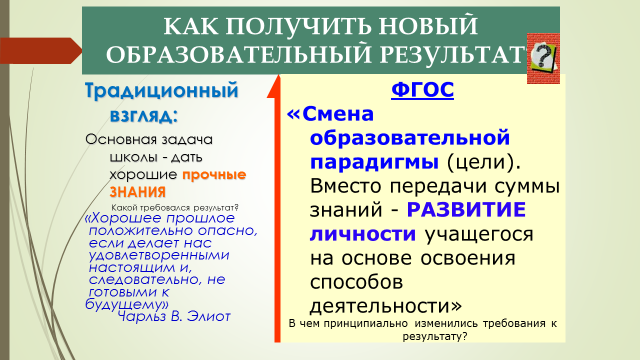 КАК ПОЛУЧИТЬ НОВЫЙ
ОБРАЗОВАТЕЛЬНЫЙ РЕЗУЛЬТАТ
?
Традиционный
взгляд:
Основная задача
школы - дать
хорошие прочные
ЗНАНИЯ
Какой требовался результат?
«Хорошее прошлое
положительно опасно,
если делает нас
удовлетворенными
настоящим и,
следовательно, не
готовыми к
будущему»
Чарльз В. Элиот
ФГОС
«Смена
образовательной
парадигмы (цели).
Вместо передачи суммы
знаний - РАЗВИТИЕ
личности учащегося
на основе освоения
способов
деятельности»
В чем принципиально изменились требования к
результату?